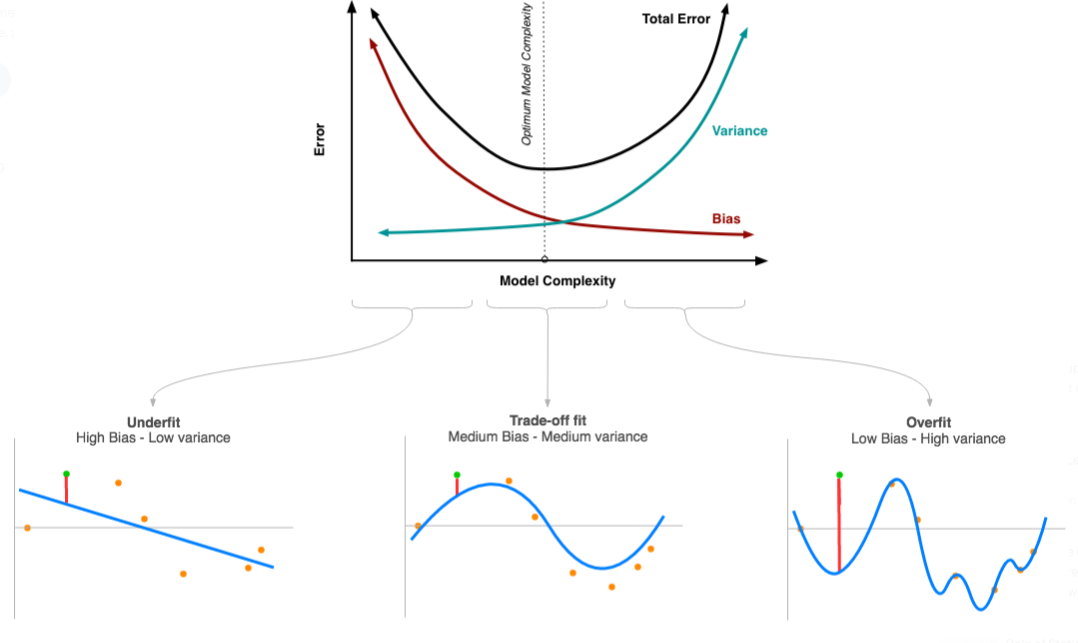 Optimum Model Complexity
Total Error
Error
Variance
Bias
Model Complexity
Underfit
High Bias - Low variance
Trade-off fit
Medium Bias - Medium variance
Overfit
Low Bias - High variance